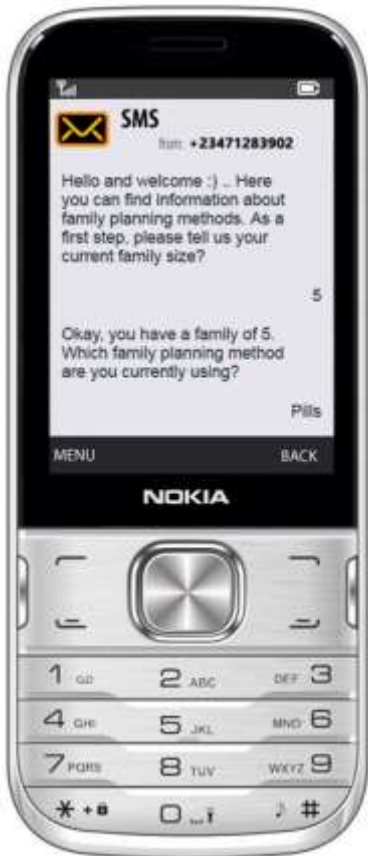 SMS
from: +23471283902
Hello and welcome :) .. Here
you can find information about
family planning methods. As a
first step, please tell us your
current family size?
5
Okay, you have a family of 5.
Which family planning method
are you currently using?
Pills
MENU BACK
NOKIA
1 2 ABC DEF 3
4 GHI 5 JKL MNO 6
7 PQRS 8 TUV WXYZ 9
* + 0 #